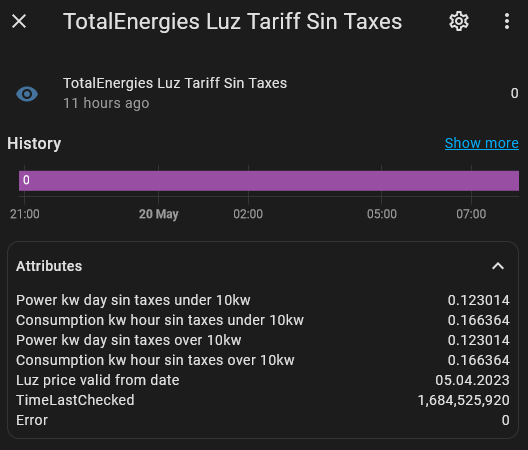 TotalEnergies Luz Tariff Sin Taxes
TotalEnergies Luz Tariff Sin Taxes
11 hours ago
0
History
Show more
0
21:00 20 May 02:00 05:00 07:00
Attributes
Power kw day sin taxes under 10kw 0.123014
Consumption kw hour sin taxes under 10kw 0.166364
Power kw day sin taxes over 10kw 0.123014
Consumption kw hour sin taxes over 10kw 0.166364
Luz price valid from date 05.04.2023
TimeLastChecked 1,684,525,920
Error 0